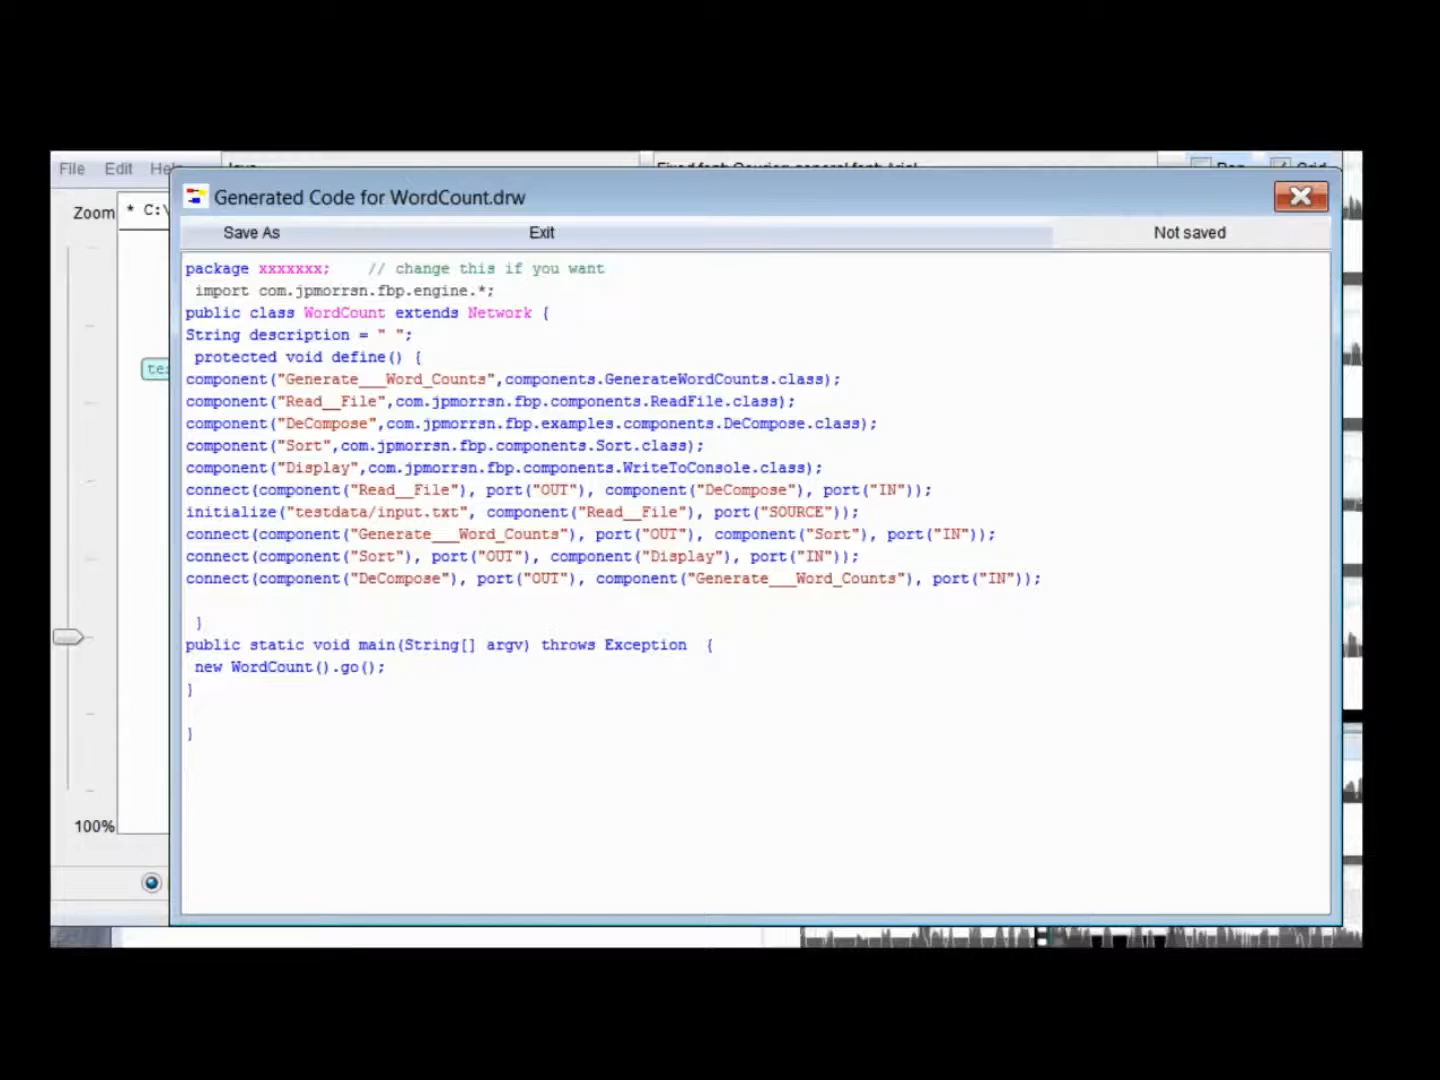 File Edit Help
Zoom
* C:\
Generated Code for WordCount.drw
Save As Exit Not saved
package xxxxxxx; // change this if you want
import com.jpmorrsn.fbp.engine.*;
public class WordCount extends Network {
String description = " ";
protected void define() {
component("Generate___Word_Counts",components.GenerateWordCounts.class);
component("Read__File",com.jpmorrsn.fbp.components.ReadFile.class);
component("DeCompose",com.jpmorrsn.fbp.examples.components.DeCompose.class);
component("Sort",com.jpmorrsn.fbp.components.Sort.class);
component("Display",com.jpmorrsn.fbp.components.WriteToConsole.class);
connect(component("Read__File"), port("OUT"), component("DeCompose"), port("IN"));
initialize("testdata/input.txt", component("Read__File"), port("SOURCE"));
connect(component("Generate___Word_Counts"), port("OUT"), component("Sort"), port("IN"));
connect(component("Sort"), port("OUT"), component("Display"), port("IN"));
connect(component("DeCompose"), port("OUT"), component("Generate___Word_Counts"), port("IN"));
}
public static void main(String[] argv) throws Exception {
new WordCount().go();
}
}
100%